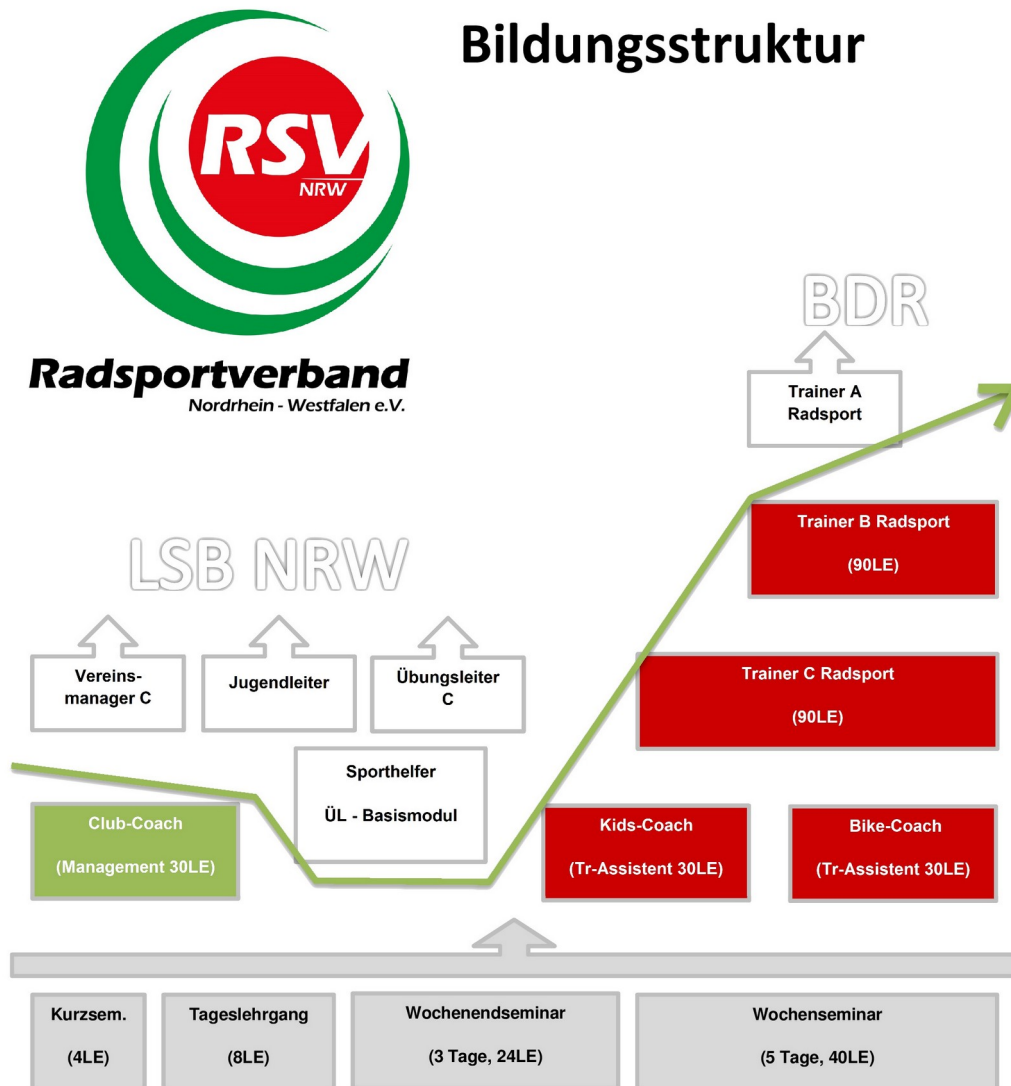 Bildungsstruktur
RSV
NRW
Radsportverband
Nordrhein - Westfalen e.V.
BDR
Trainer A
Radsport
Trainer B Radsport
(90LE)
LSB NRW
Vereins-
manager C
Jugendleiter
Übungsleiter
C
Trainer C Radsport
(90LE)
Sporthelfer
ÜL - Basismodul
Club-Coach
(Management 30LE)
Kids-Coach
(Tr-Assistent 30LE)
Bike-Coach
(Tr-Assistent 30LE)
Kurzsem.
(4LE)
Tageslehrgang
(8LE)
Wochenendseminar
(3 Tage, 24LE)
Wochenseminar
(5 Tage, 40LE)